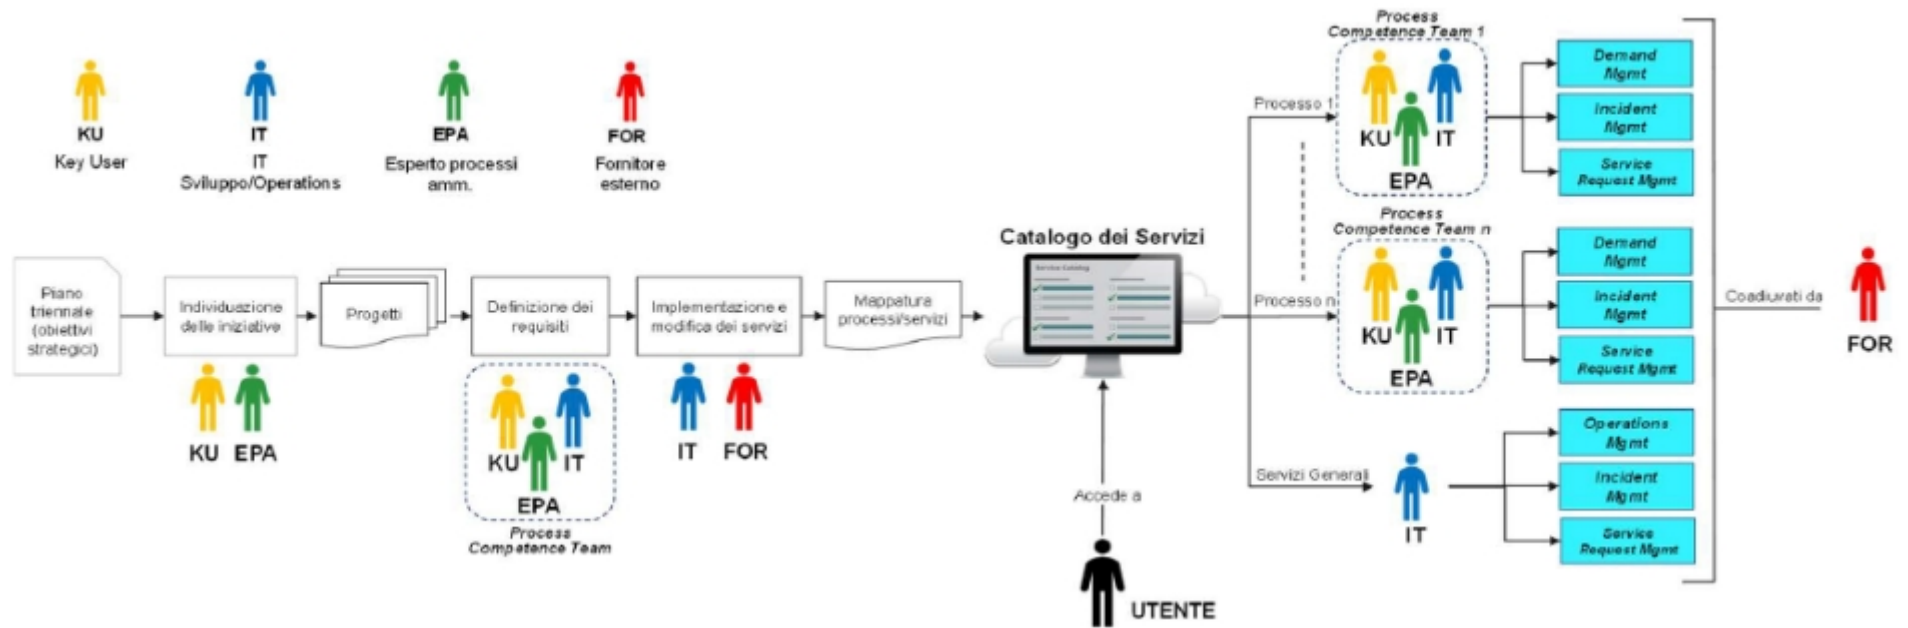 KU
Key User
IT
IT
Sviluppo/Operations
EPA
Esperto processi
amm.
FOR
Fornitore
esterno
Piano
triennale
(obiettivi
strategici)
Individuazione
delle iniziative
KU EPA
Progetti
Definizione dei
requisiti
KU IT
EPA
Process
Competence Team
Implementazione e
modifica dei servizi
IT FOR
Mappatura
processi/servizi
Catalogo dei Servizi
Service Catalog
Accede a
UTENTE
Processo 1
Process
Competence Team 1
KU IT
EPA
Demand
Mgmt
Incident
Mgmt
Service
Request Mgmt
Processo n
Process
Competence Team n
KU IT
EPA
Demand
Mgmt
Incident
Mgmt
Service
Request Mgmt
Servizi Generali
IT
Operations
Mgmt
Incident
Mgmt
Service
Request Mgmt
Coadiuvati da
FOR